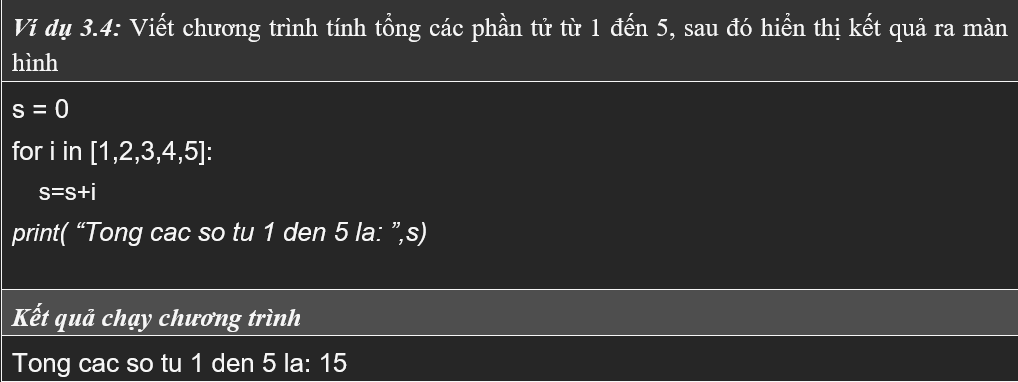 Ví dụ 3.4: Viết chương trình tính tổng các phần tử từ 1 đến 5, sau đó hiển thị kết quả ra màn
hình
s = 0
for i in [1,2,3,4,5]:
s=s+i
print( “Tong cac so tu 1 den 5 la: ”,s)
Kết quả chạy chương trình
Tong cac so tu 1 den 5 la: 15